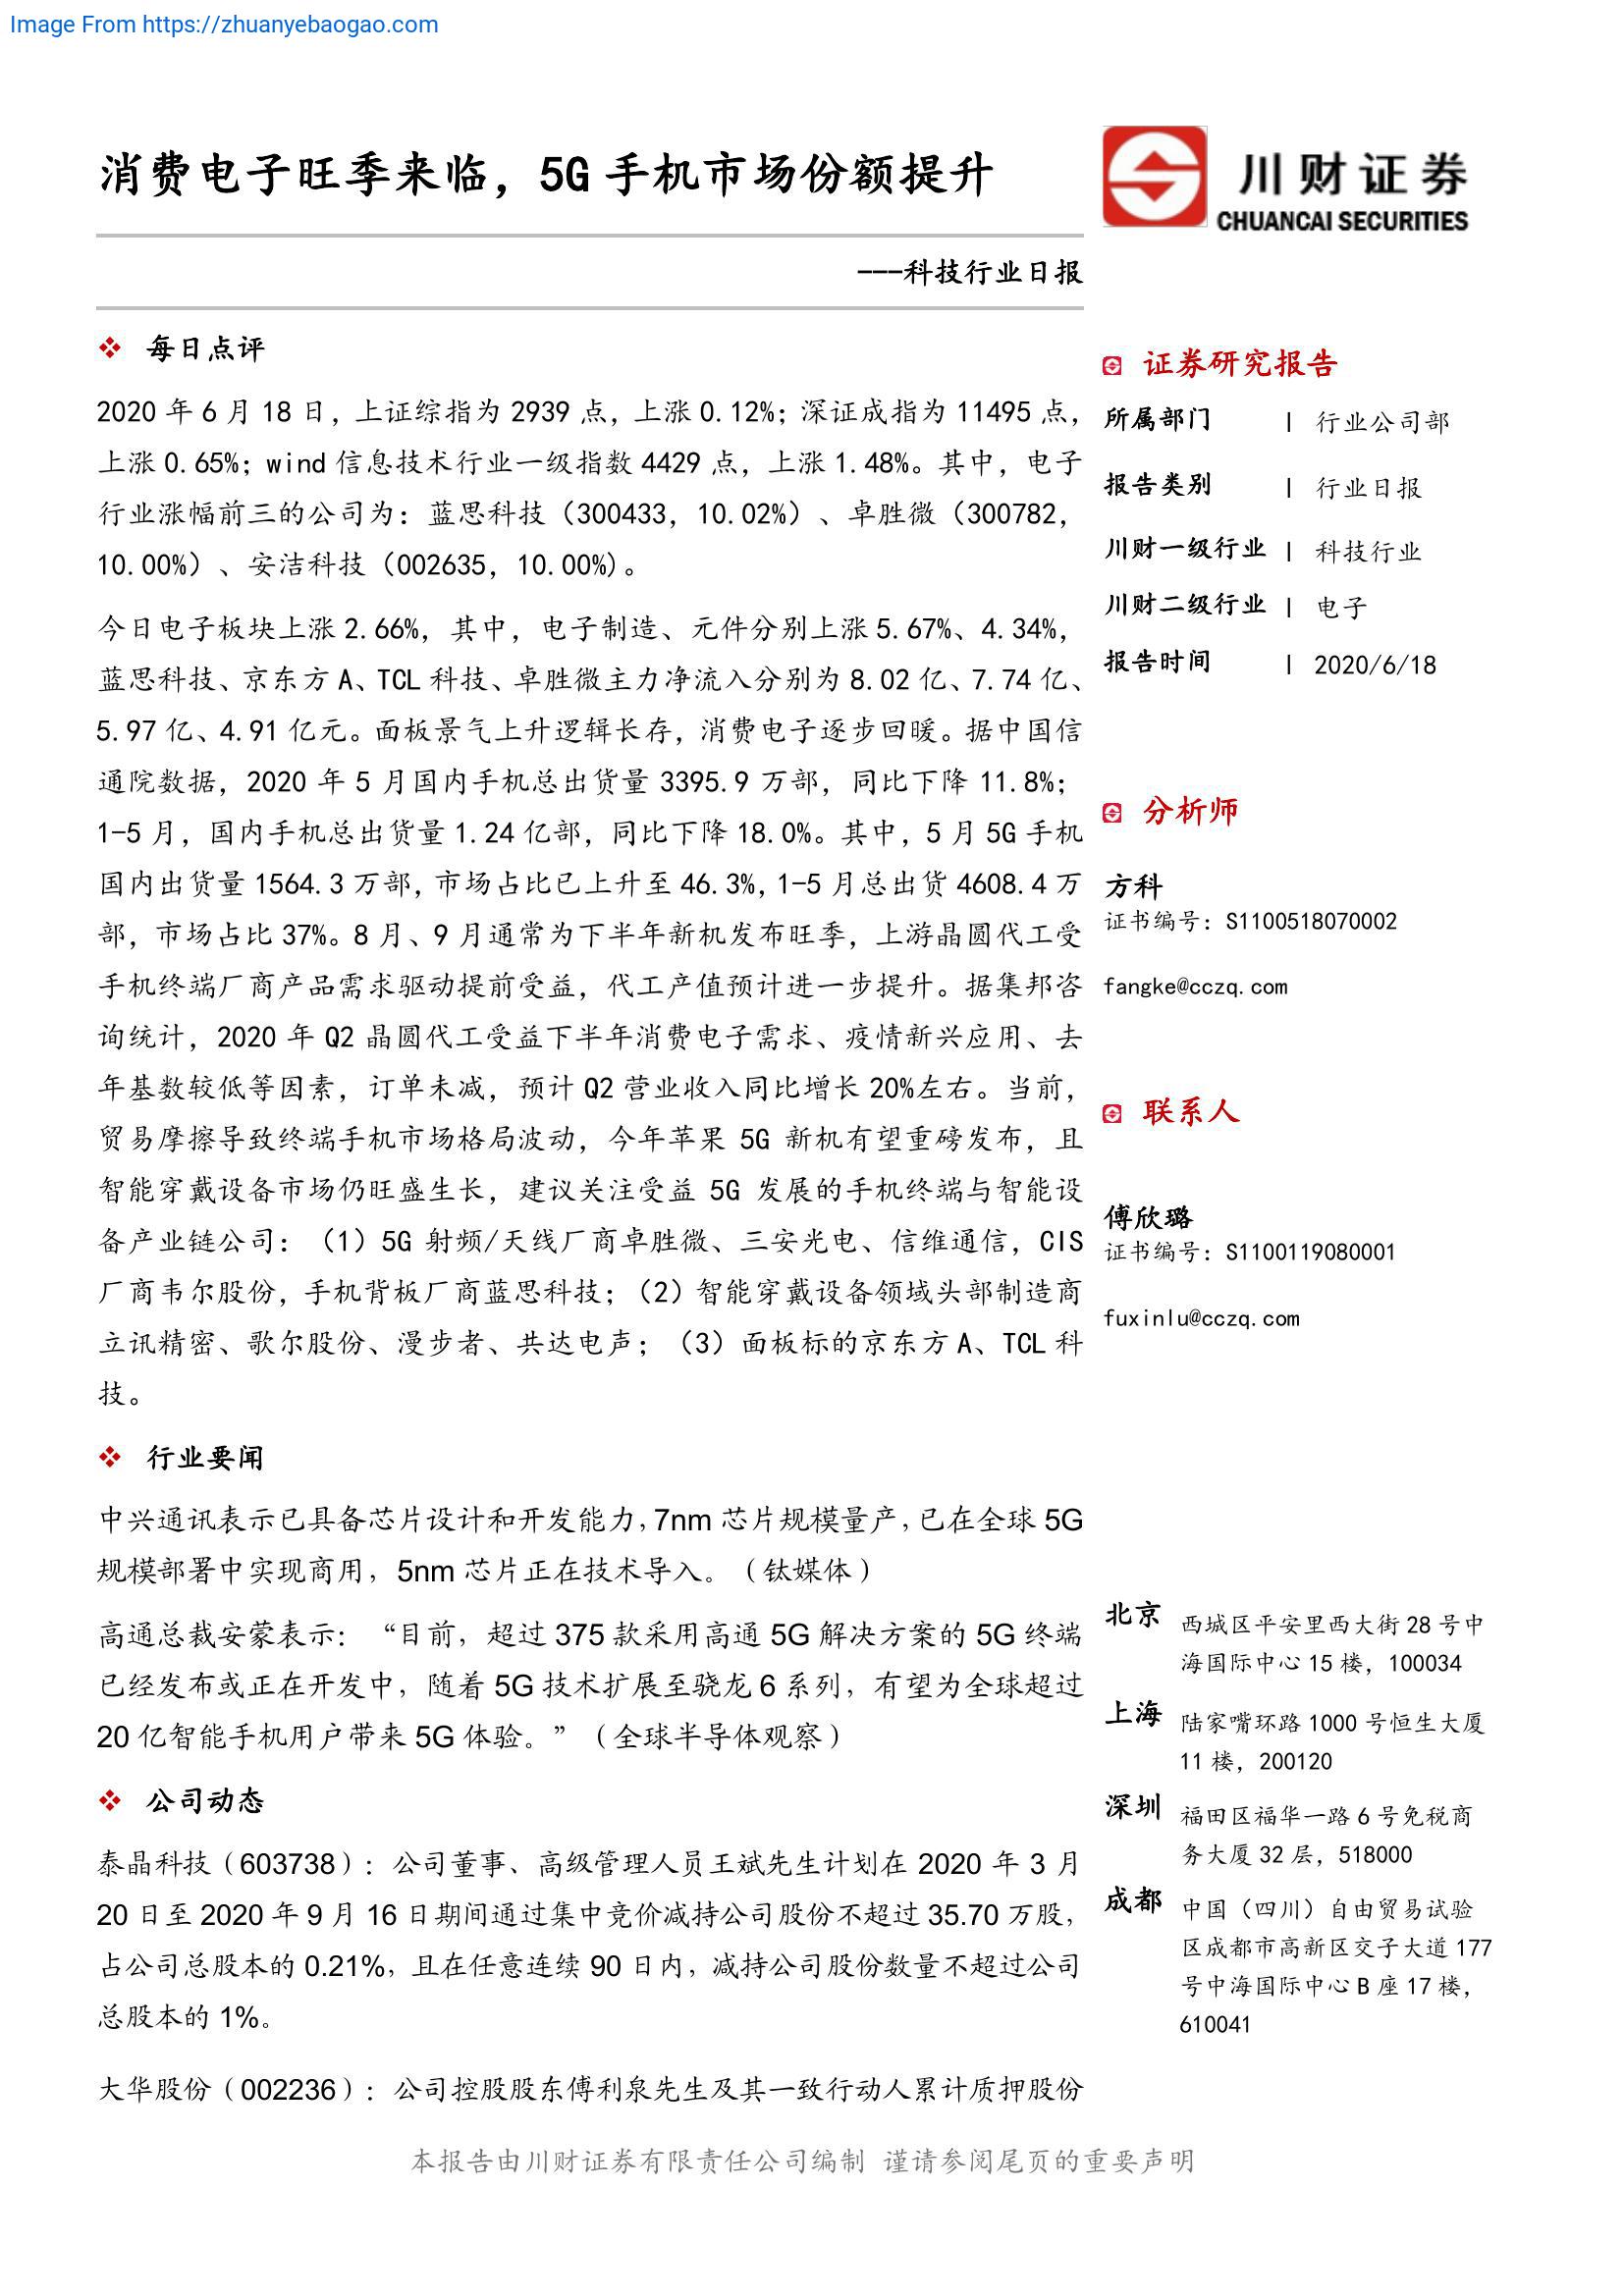 Image From https://zhuanyebaogao.com
消费电子旺季来临，5G 手机市场份额提升
川财证券
CHUANCAI SECURITIES
---科技行业日报
每日点评
2020 年 6 月 18 日，上证综指为 2939 点，上涨 0.12%；深证成指为 11495 点，
上涨 0.65%；wind 信息技术行业一级指数 4429 点，上涨 1.48%。其中，电子
行业涨幅前三的公司为：蓝思科技（300433，10.02%）、卓胜微（300782，
10.00%）、安洁科技（002635，10.00%)。
今日电子板块上涨 2.66%，其中，电子制造、元件分别上涨 5.67%、4.34%，
蓝思科技、京东方 A、TCL 科技、卓胜微主力净流入分别为 8.02 亿、7.74 亿、
5.97 亿、4.91 亿元。面板景气上升逻辑长存，消费电子逐步回暖。据中国信
通院数据，2020 年 5 月国内手机总出货量 3395.9 万部，同比下降 11.8%；
1-5 月，国内手机总出货量 1.24 亿部，同比下降 18.0%。其中，5 月 5G 手机
国内出货量 1564.3 万部，市场占比已上升至 46.3%，1-5 月总出货 4608.4 万
部，市场占比 37%。8 月、9 月通常为下半年新机发布旺季，上游晶圆代工受
手机终端厂商产品需求驱动提前受益，代工产值预计进一步提升。据集邦咨
询统计，2020 年 Q2 晶圆代工受益下半年消费电子需求、疫情新兴应用、去
年基数较低等因素，订单未减，预计 Q2 营业收入同比增长 20%左右。当前，
贸易摩擦导致终端手机市场格局波动，今年苹果 5G 新机有望重磅发布，且
智能穿戴设备市场仍旺盛生长，建议关注受益 5G 发展的手机终端与智能设
备产业链公司：（1）5G 射频/天线厂商卓胜微、三安光电、信维通信，CIS
厂商韦尔股份，手机背板厂商蓝思科技；（2）智能穿戴设备领域头部制造商
立讯精密、歌尔股份、漫步者、共达电声；（3）面板标的京东方 A、TCL 科
技。
行业要闻
中兴通讯表示已具备芯片设计和开发能力，7nm 芯片规模量产，已在全球 5G
规模部署中实现商用，5nm 芯片正在技术导入。（钛媒体）
高通总裁安蒙表示：“目前，超过 375 款采用高通 5G 解决方案的 5G 终端
已经发布或正在开发中，随着 5G 技术扩展至骁龙 6 系列，有望为全球超过
20 亿智能手机用户带来 5G 体验。”（全球半导体观察）
公司动态
泰晶科技（603738）：公司董事、高级管理人员王斌先生计划在 2020 年 3 月
20 日至 2020 年 9 月 16 日期间通过集中竞价减持公司股份不超过 35.70 万股，
占公司总股本的 0.21%，且在任意连续 90 日内，减持公司股份数量不超过公司
总股本的 1%。
大华股份（002236）：公司控股股东傅利泉先生及其一致行动人累计质押股份
证券研究报告
所属部门 | 行业公司部
报告类别 | 行业日报
川财一级行业 | 科技行业
川财二级行业 | 电子
报告时间 | 2020/6/18
分析师
方科
证书编号：S1100518070002
fangke@cczq.com
联系人
傅欣璐
证书编号：S1100119080001
fuxinlu@cczq.com
北京 西城区平安里西大街 28 号中
海国际中心 15 楼，100034
上海 陆家嘴环路 1000 号恒生大厦
11 楼，200120
深圳 福田区福华一路 6 号免税商
务大厦 32 层，518000
成都 中国（四川）自由贸易试验
区成都市高新区交子大道 177
号中海国际中心 B 座 17 楼，
610041
本报告由川财证券有限责任公司编制 谨请参阅尾页的重要声明